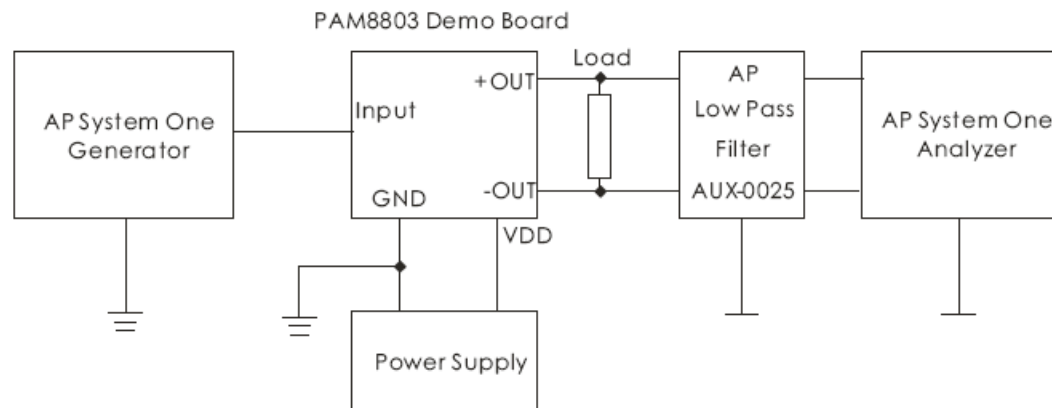 PAM8803 Demo Board
AP System One
Generator
Input
+OUT
-OUT
GND
VDD
Load
AP
Low Pass
Filter
AUX-0025
AP System One
Analyzer
Power Supply